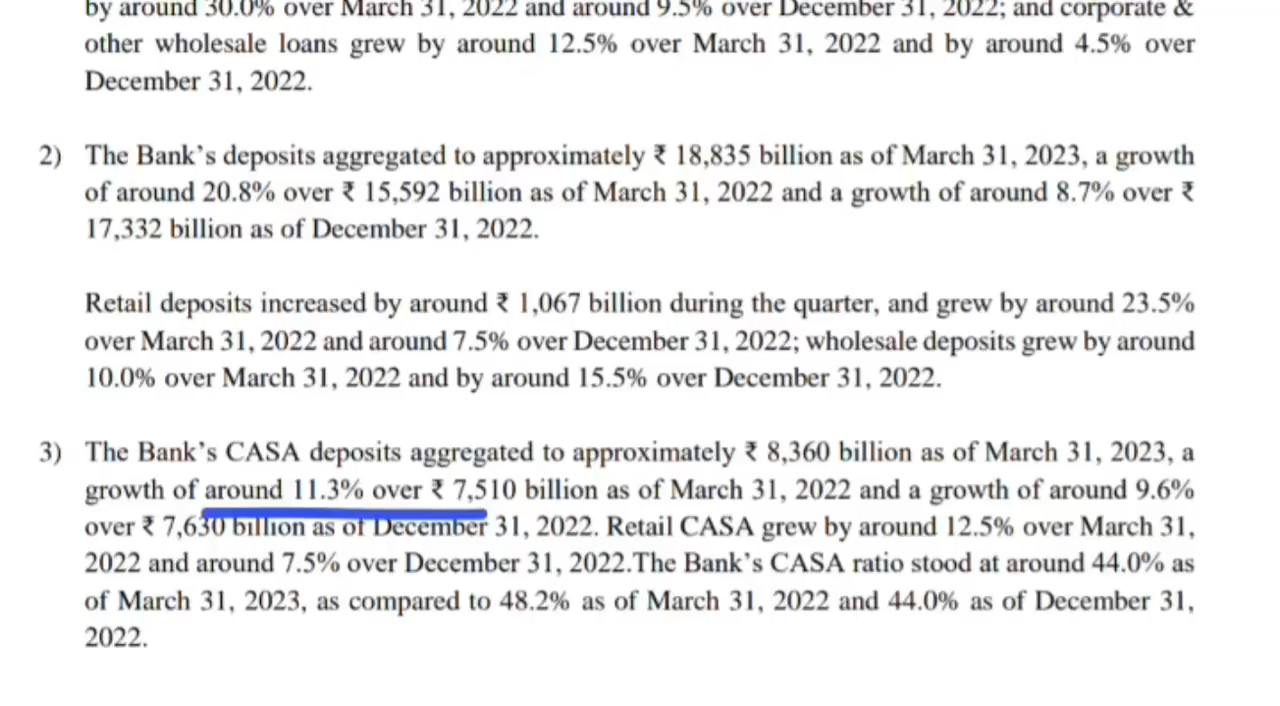 by around 30.0% over March 31, 2022 and around 9.5% over December 31, 2022; and corporate &
other wholesale loans grew by around 12.5% over March 31, 2022 and by around 4.5% over
December 31, 2022.
2) The Bank’s deposits aggregated to approximately ₹ 18,835 billion as of March 31, 2023, a growth
of around 20.8% over ₹ 15,592 billion as of March 31, 2022 and a growth of around 8.7% over ₹
17,332 billion as of December 31, 2022.
Retail deposits increased by around ₹ 1,067 billion during the quarter, and grew by around 23.5%
over March 31, 2022 and around 7.5% over December 31, 2022; wholesale deposits grew by around
10.0% over March 31, 2022 and by around 15.5% over December 31, 2022.
3) The Bank’s CASA deposits aggregated to approximately ₹ 8,360 billion as of March 31, 2023, a
growth of around 11.3% over ₹ 7,510 billion as of March 31, 2022 and a growth of around 9.6%
over ₹ 7,630 billion as of December 31, 2022. Retail CASA grew by around 12.5% over March 31,
2022 and around 7.5% over December 31, 2022.The Bank’s CASA ratio stood at around 44.0% as
of March 31, 2023, as compared to 48.2% as of March 31, 2022 and 44.0% as of December 31,
2022.